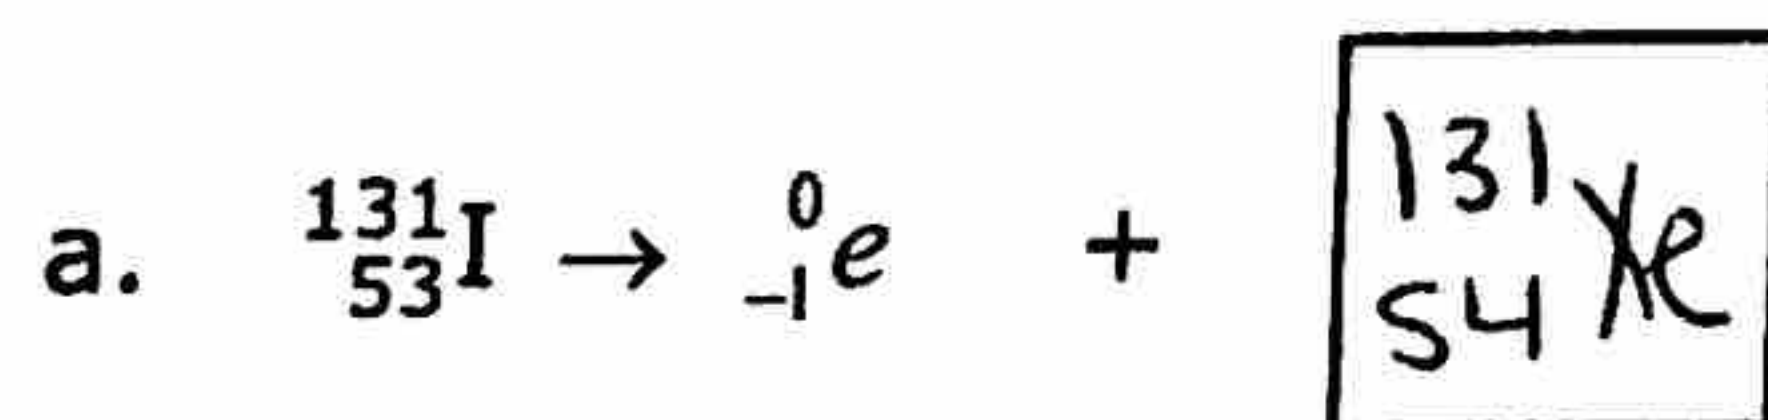 a. ¹³¹₅₃I → ⁰₋₁e + ¹³¹₅₄Xe